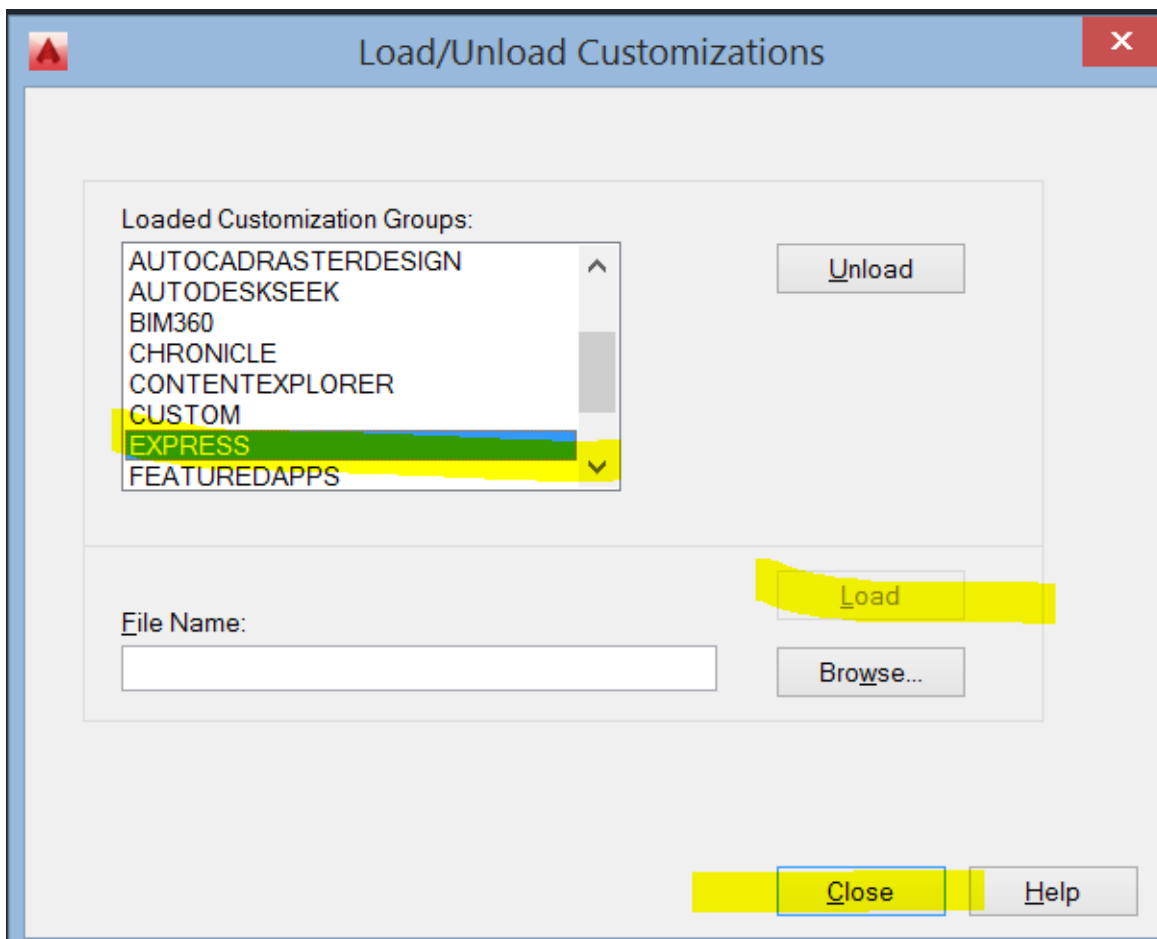 Load/Unload Customizations
Loaded Customization Groups:
AUTOCADRASTERDESIGN
AUTODESKSEEK
BIM360
CHRONICLE
CONTENTEXPLORER
CUSTOM
EXPRESS
FEATUREDAPPS
Unload
Load
File Name:
Browse...
Close
Help